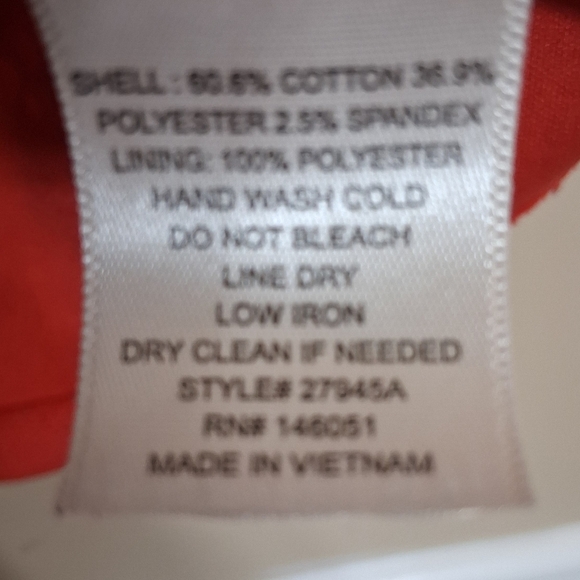 SHELL : 60.6% COTTON 36.9%
POLYESTER 2.5% SPANDEX
LINING: 100% POLYESTER
HAND WASH COLD
DO NOT BLEACH
LINE DRY
LOW IRON
DRY CLEAN IF NEEDED
STYLE# 27945A
RN# 146051
MADE IN VIETNAM